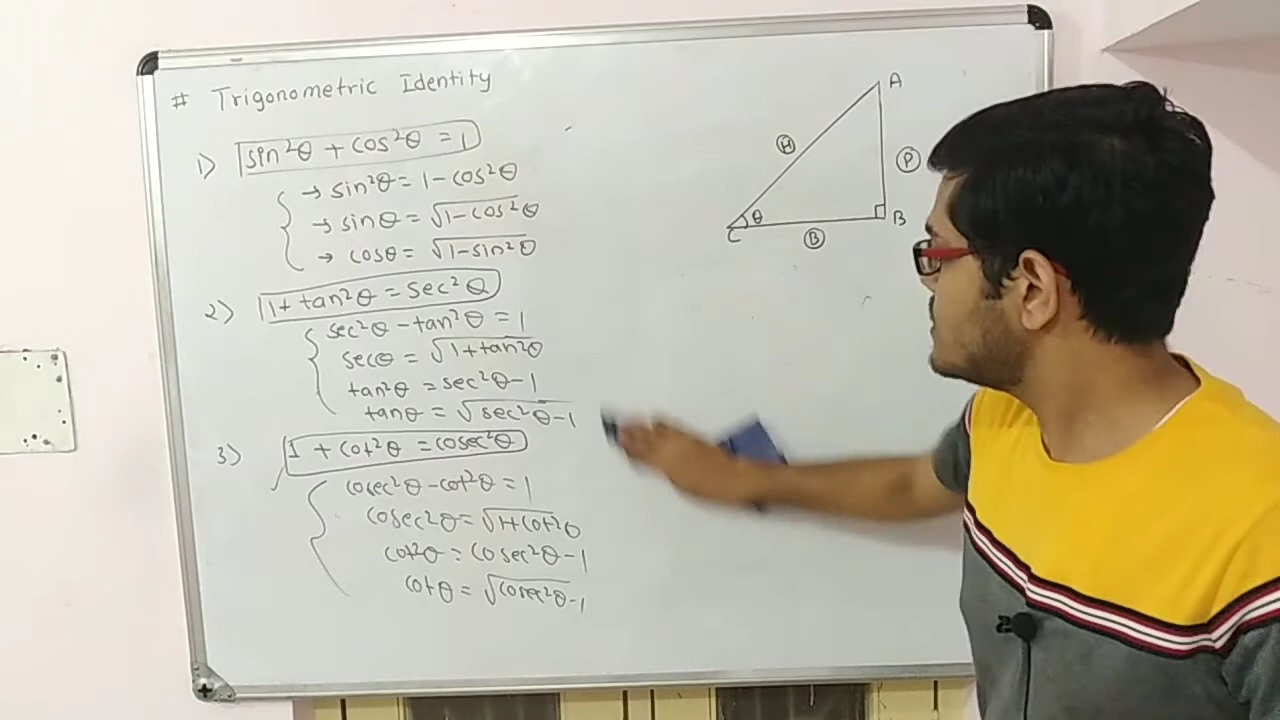 # Trigonometric Identity
1) sin²θ + cos²θ = 1
→ sin²θ = 1 - cos²θ
→ sinθ = √1-cos²θ
→ cosθ = √1-sin²θ
2) 1 + tan²θ = sec²θ
sec²θ - tan²θ = 1
secθ = √1+tan²θ
tan²θ = sec²θ - 1
tanθ = √sec²θ-1
3) 1 + cot²θ = cosec²θ
cosec²θ - cot²θ = 1
cosec²θ = √1+cot²θ
cot²θ = cosec²θ - 1
cotθ = √cosec²θ-1
A
H
P
θ
B
C
B